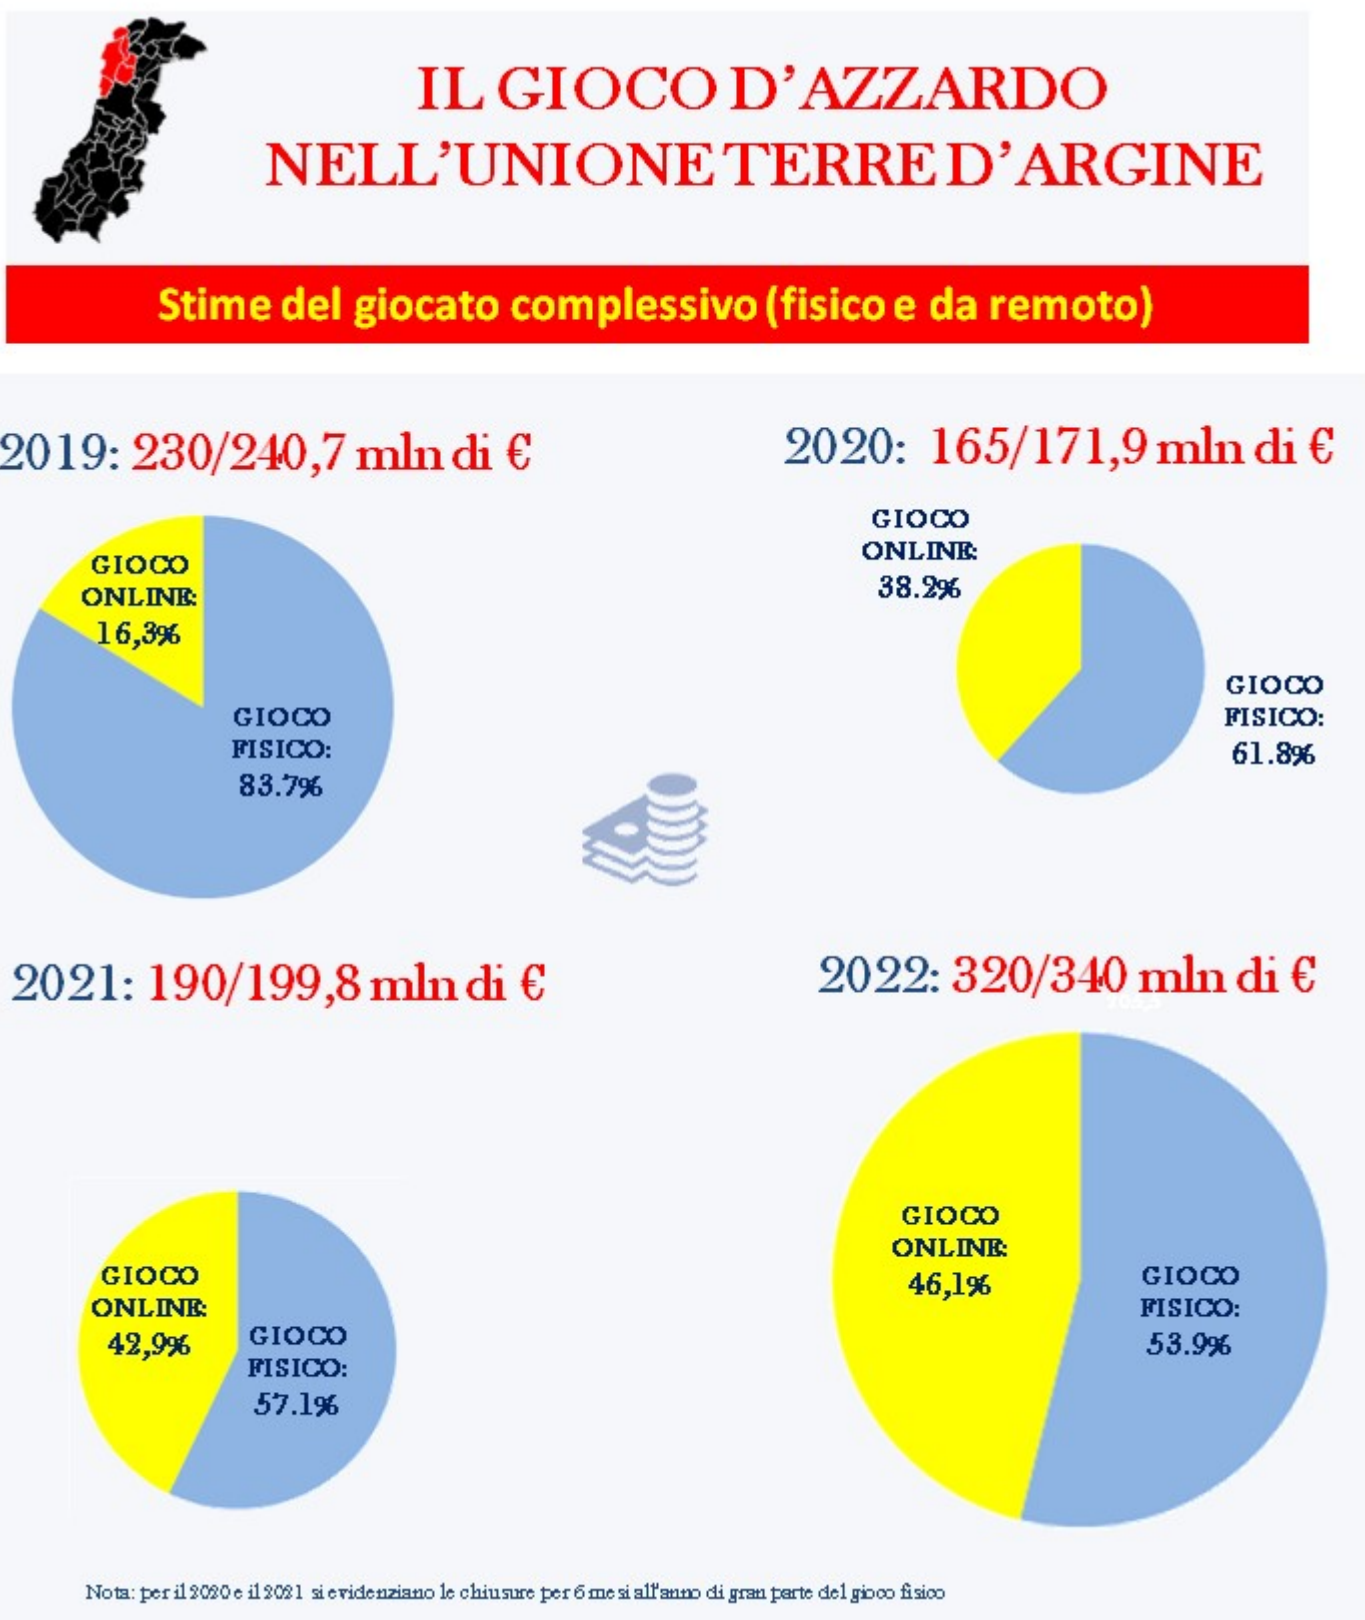 IL GIOCO D’AZZARDO
NELL’UNIONE TERRE D’ARGINE
Stime del giocato complessivo (fisico e da remoto)
2019: 230/240,7 mln di €
2020: 165/171,9 mln di €
GIOCO
ONLINE:
16,3%
GIOCO
FISICO:
83.7%
GIOCO
ONLINE:
38.2%
GIOCO
FISICO:
61.8%
2021: 190/199,8 mln di €
2022: 320/340 mln di €
GIOCO
ONLINE:
42,9%
GIOCO
FISICO:
57.1%
GIOCO
ONLINE:
46,1%
GIOCO
FISICO:
53.9%
Nota: per il 2020 e il 2021 si evidenziano le chiusure per 6 mesi all'anno di gran parte del gioco fisico